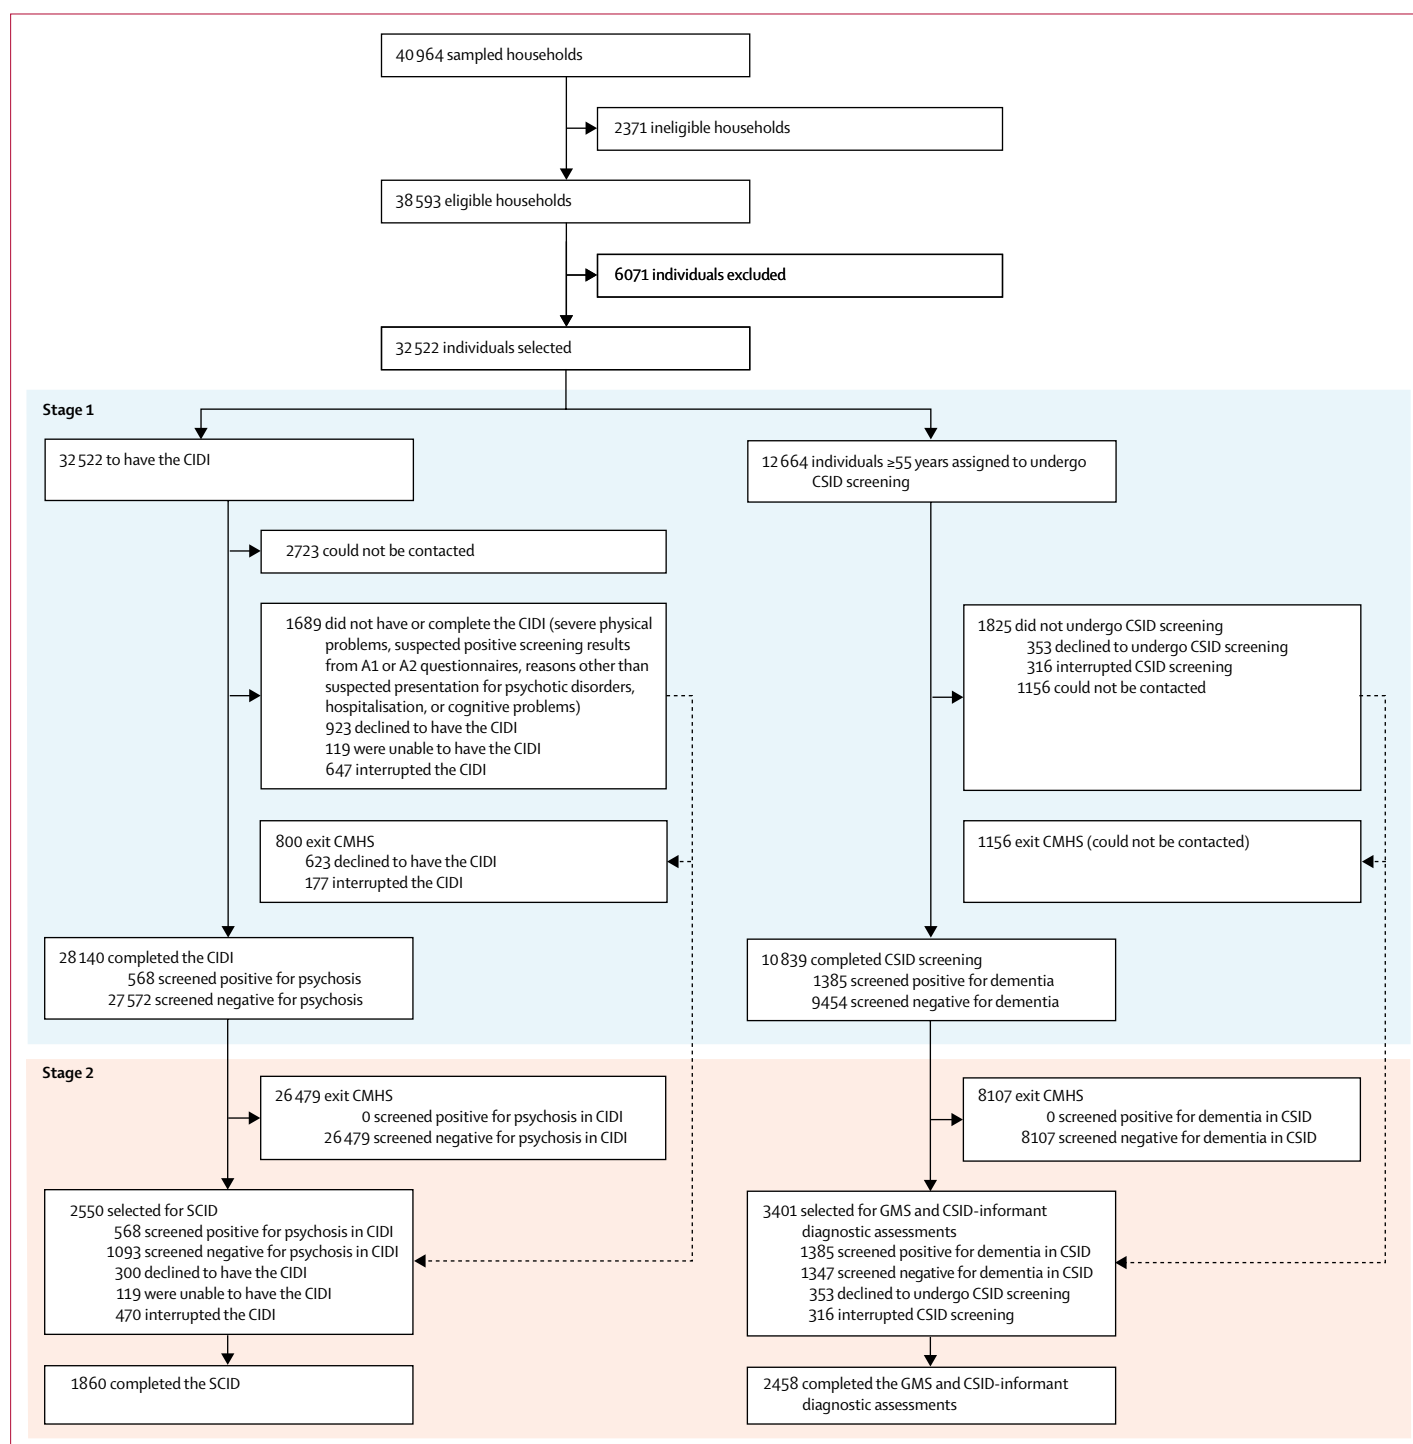 40 964 sampled households
2371 ineligible households
38 593 eligible households
6071 individuals excluded
32 522 individuals selected
Stage 1
32 522 to have the CIDI
12 664 individuals ≥55 years assigned to undergo
CSID screening
2723 could not be contacted
1689 did not have or complete the CIDI (severe physical
problems, suspected positive screening results
from A1 or A2 questionnaires, reasons other than
suspected presentation for psychotic disorders,
hospitalisation, or cognitive problems)
923 declined to have the CIDI
119 were unable to have the CIDI
647 interrupted the CIDI
1825 did not undergo CSID screening
353 declined to undergo CSID screening
316 interrupted CSID screening
1156 could not be contacted
800 exit CMHS
623 declined to have the CIDI
177 interrupted the CIDI
1156 exit CMHS (could not be contacted)
28 140 completed the CIDI
568 screened positive for psychosis
27 572 screened negative for psychosis
10 839 completed CSID screening
1385 screened positive for dementia
9454 screened negative for dementia
Stage 2
26 479 exit CMHS
0 screened positive for psychosis in CIDI
26 479 screened negative for psychosis in CIDI
8107 exit CMHS
0 screened positive for dementia in CSID
8107 screened negative for dementia in CSID
2550 selected for SCID
568 screened positive for psychosis in CIDI
1093 screened negative for psychosis in CIDI
300 declined to have the CIDI
119 were unable to have the CIDI
470 interrupted the CIDI
3401 selected for GMS and CSID-informant
diagnostic assessments
1385 screened positive for dementia in CSID
1347 screened negative for dementia in CSID
353 declined to undergo CSID screening
316 interrupted CSID screening
1860 completed the SCID
2458 completed the GMS and CSID-informant
diagnostic assessments